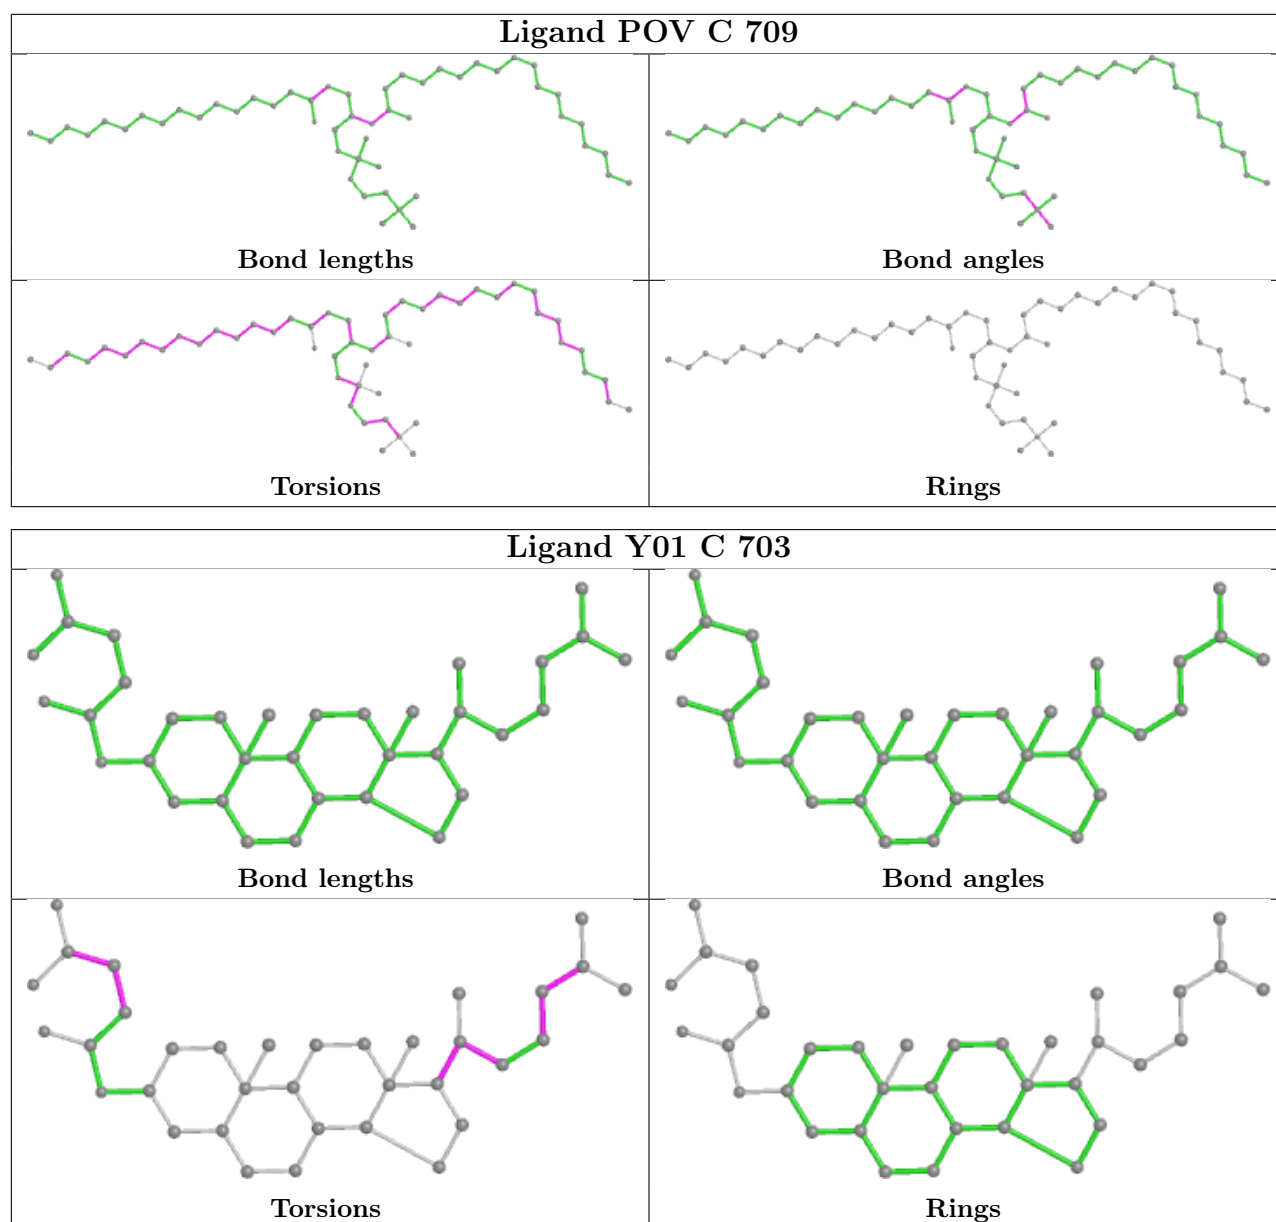 Ligand POV C 709
Bond lengths
Bond angles
Torsions
Rings
Ligand Y01 C 703
Bond lengths
Bond angles
Torsions
Rings